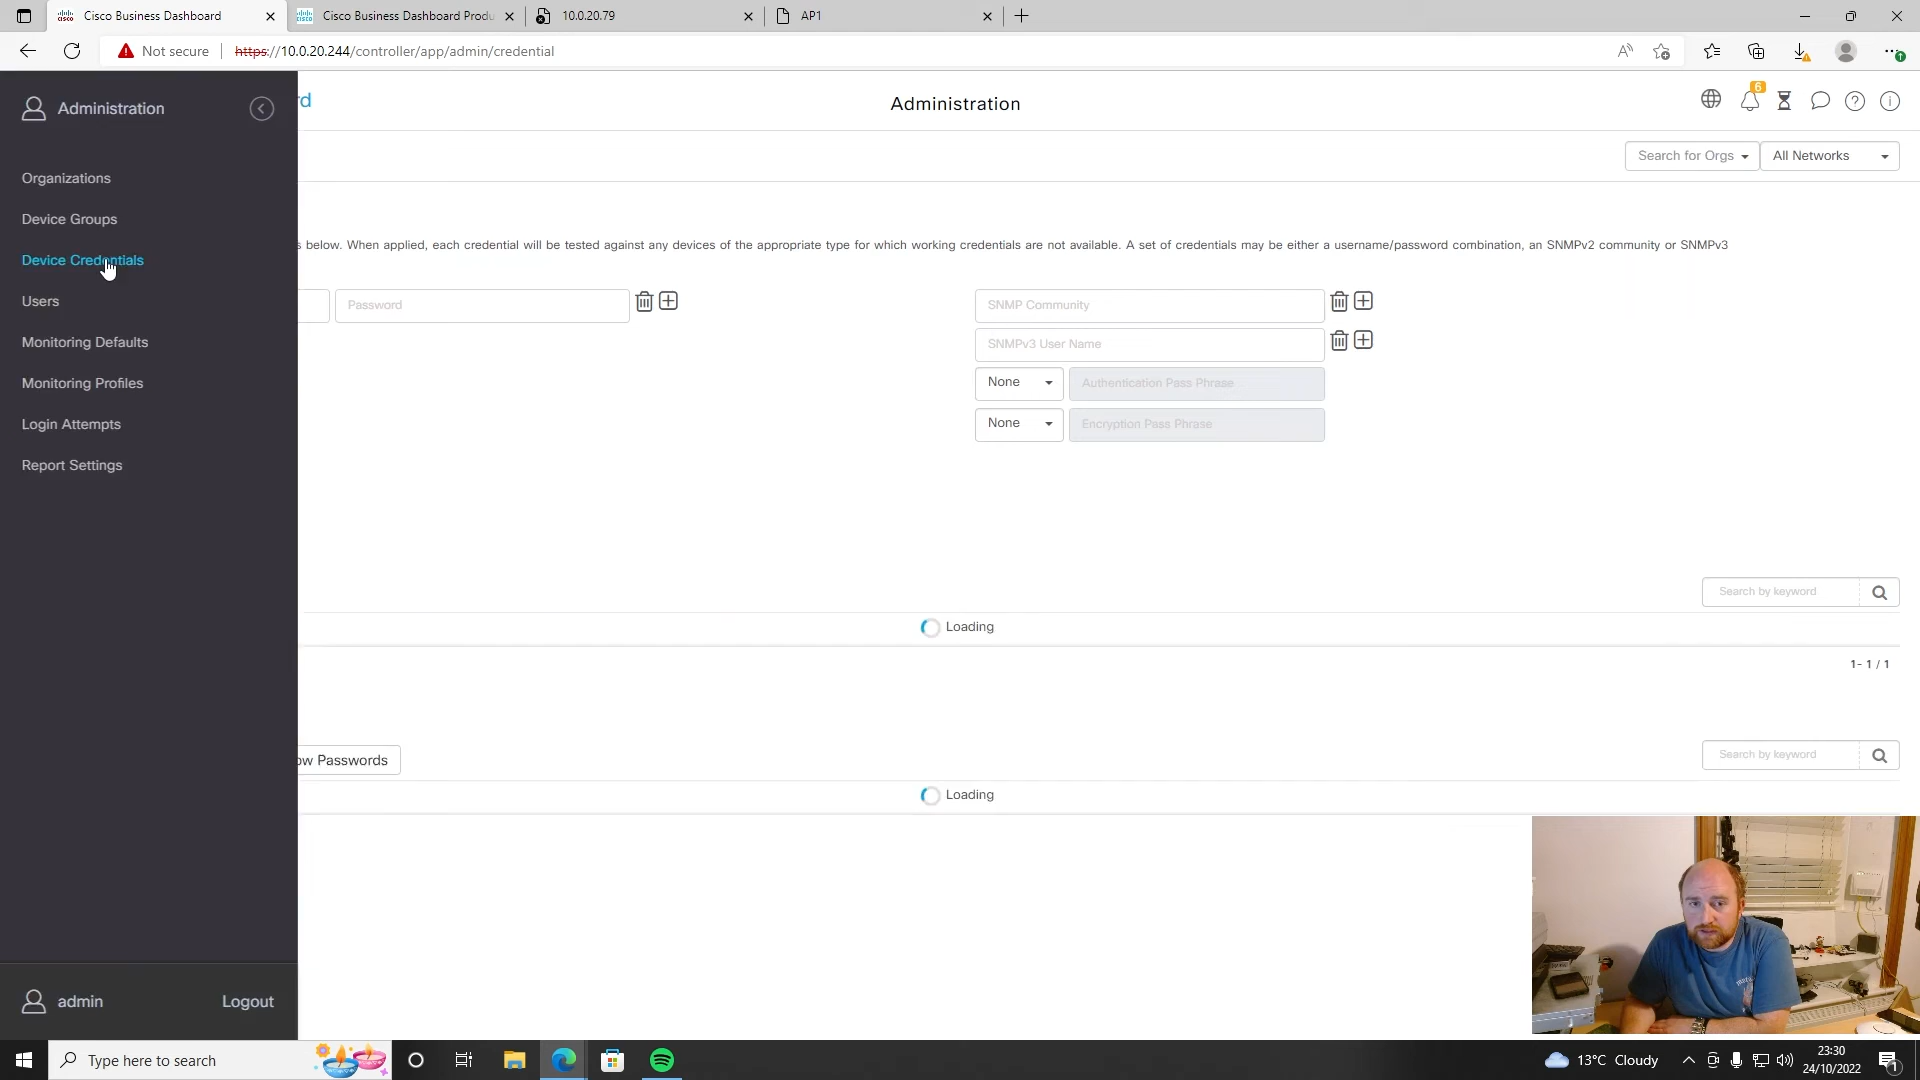 Cisco Business Dashboard
Cisco Business Dashboard Produ
10.0.20.79
AP1
Not secure
https://10.0.20.244/controller/app/admin/credential
Administration
rd
Administration
6
Search for Orgs
All Networks
Organizations
Device Groups
s below. When applied, each credential will be tested against any devices of the appropriate type for which working credentials are not available. A set of credentials may be either a username/password combination, an SNMPv2 community or SNMPv3
Device Credentials
Users
Password
SNMP Community
Monitoring Defaults
SNMPv3 User Name
Monitoring Profiles
None
Authentication Pass Phrase
Login Attempts
None
Encryption Pass Phrase
Report Settings
Search by keyword
Loading
1- 1 / 1
ow Passwords
Search by keyword
Loading
admin
Logout
Type here to search
13°C Cloudy
23:30
24/10/2022
1